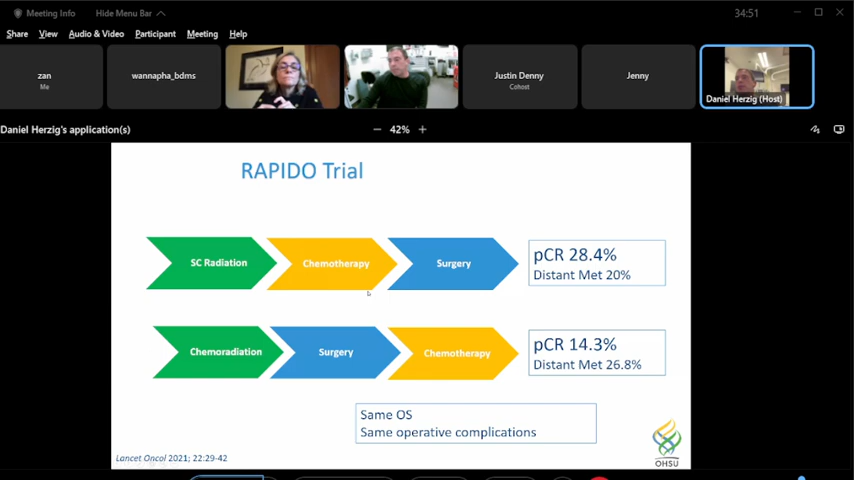 Meeting Info
Hide Menu Bar
34:51
Share View Audio & Video Participant Meeting Help
zan
Me
wannapha_bdms
Justin Denny
Cohost
Jenny
Daniel Herzig (Host)
Daniel Herzig's application(s)
42%
RAPIDO Trial
SC Radiation
Chemotherapy
Surgery
pCR 28.4%
Distant Met 20%
Chemoradiation
Surgery
Chemotherapy
pCR 14.3%
Distant Met 26.8%
Same OS
Same operative complications
Lancet Oncol 2021; 22:29-42
OHSU